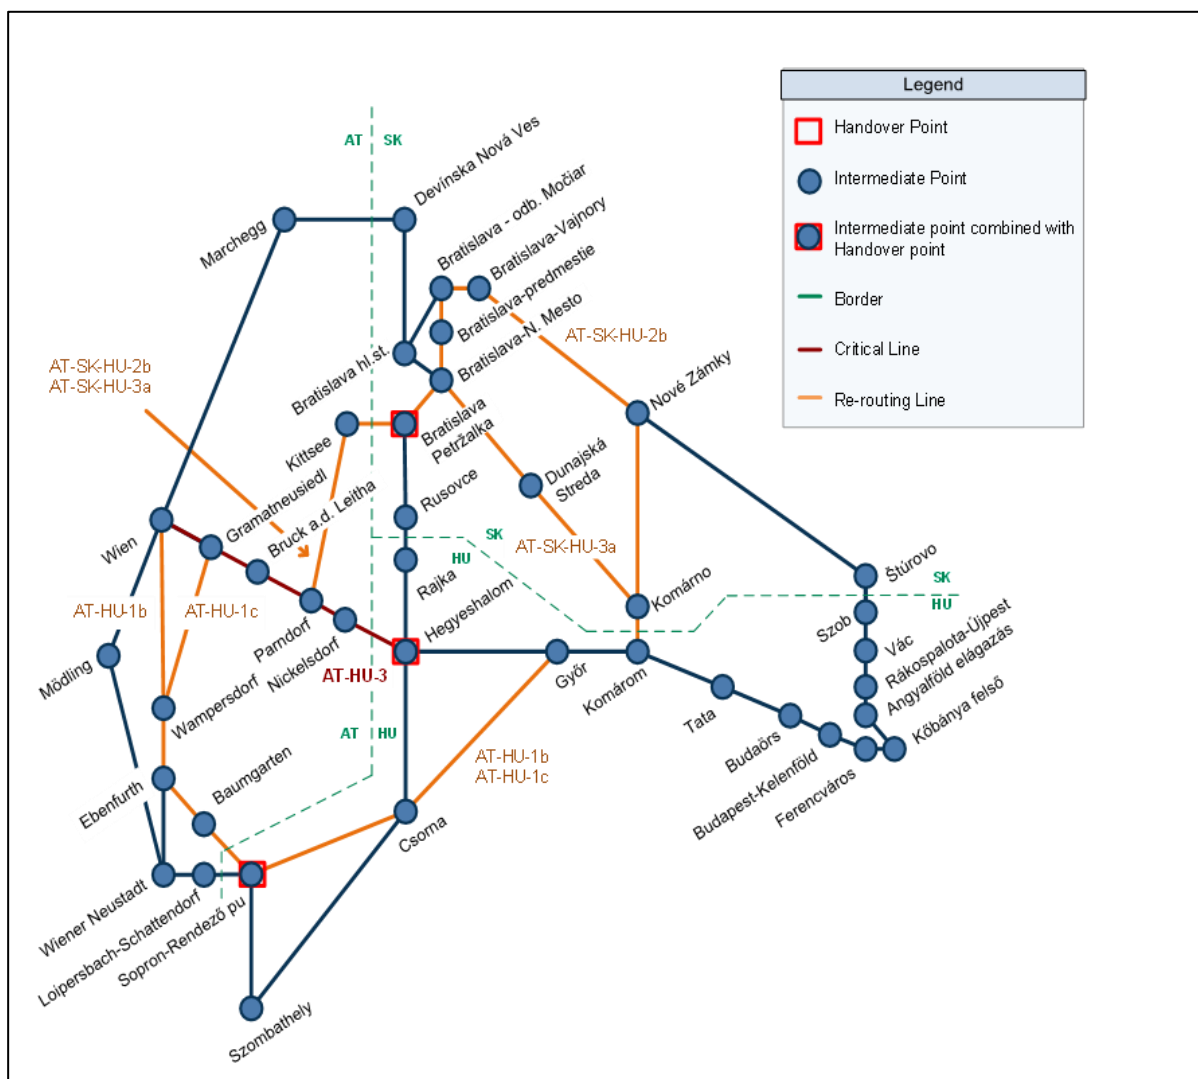 Legend
Handover Point
Intermediate Point
Intermediate point combined with
Handover point
Border
Critical Line
Re-routing Line
AT
SK
Devínska Nová Ves
Marchegg
Bratislava - odb. Močiar
Bratislava-Vajnory
Bratislava-predmestie
Bratislava-N. Mesto
Bratislava hl.st.
AT-SK-HU-2b
AT-SK-HU-2b
AT-SK-HU-3a
Nové Zámky
Kittsee
Bratislava
Petržalka
Gramatneusiedl
Bruck a.d. Leitha
Dunajská
Streda
Rusovce
Wien
SK
HU
AT-SK-HU-3a
Rajka
Štúrovo
SK
HU
AT-HU-1b
AT-HU-1c
Komárno
Szob
Hegyeshalom
Parndorf
Nickelsdorf
Vác
Rákospalota-Újpest
Angyalföld elágazás
Mödling
AT-HU-3
Győr
Komárom
Wampersdorf
Tata
Kőbánya felső
AT
HU
Budaörs
Budapest-Kelenföld
Ferencváros
AT-HU-1b
AT-HU-1c
Baumgarten
Ebenfurth
Csorna
Wiener Neustadt
Loipersbach-Schattendorf
Sopron-Rendező pu
Szombathely